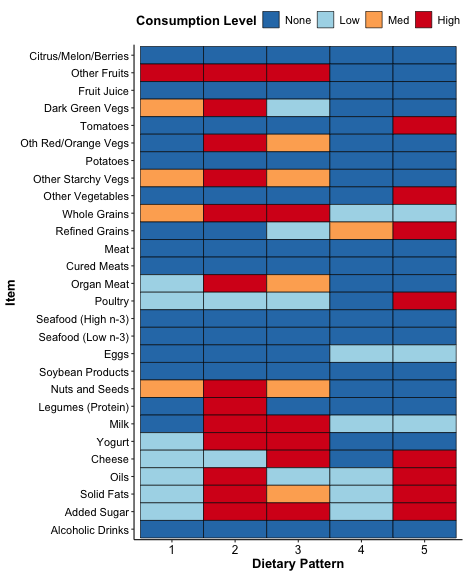 Consumption Level None Low Med High
Citrus/Melon/Berries
Other Fruits
Fruit Juice
Dark Green Vegs
Tomatoes
Oth Red/Orange Vegs
Potatoes
Other Starchy Vegs
Other Vegetables
Whole Grains
Refined Grains
Meat
Cured Meats
Organ Meat
Poultry
Seafood (High n-3)
Seafood (Low n-3)
Eggs
Soybean Products
Nuts and Seeds
Legumes (Protein)
Milk
Yogurt
Cheese
Oils
Solid Fats
Added Sugar
Alcoholic Drinks
Item
1 2 3 4 5
Dietary Pattern